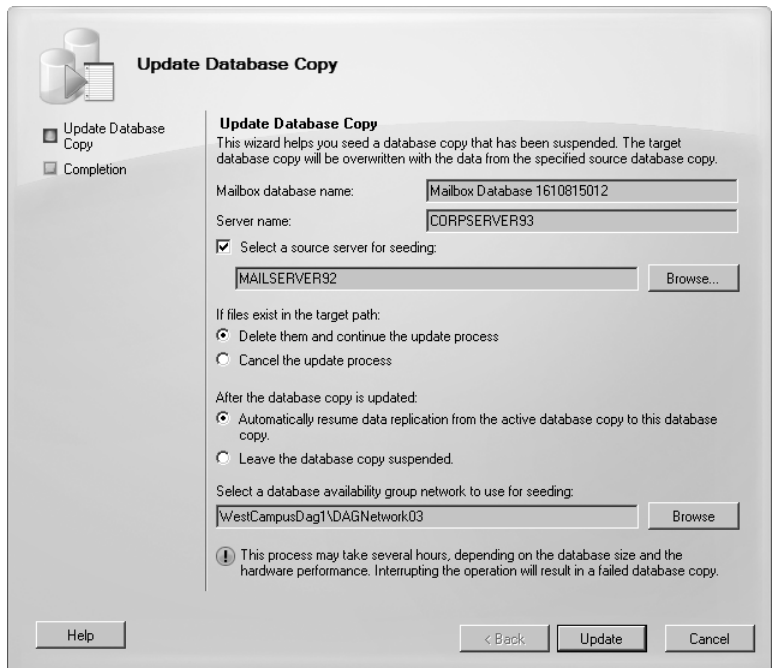 Update Database Copy
Update Database
Copy
Completion
Update Database Copy
This wizard helps you seed a database copy that has been suspended. The target
database copy will be overwritten with the data from the specified source database copy.
Mailbox database name:
Mailbox Database 1610815012
Server name:
CORPSERVER93
Select a source server for seeding:
MAILSERVER92
Browse...
If files exist in the target path:
Delete them and continue the update process
Cancel the update process
After the database copy is updated:
Automatically resume data replication from the active database copy to this database
copy.
Leave the database copy suspended.
Select a database availability group network to use for seeding:
WestCampusDag1\DAGNetwork03
Browse
This process may take several hours, depending on the database size and the
hardware performance. Interrupting the operation will result in a failed database copy.
Help
< Back
Update
Cancel